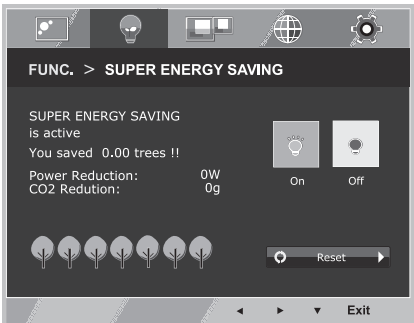 FUNC. > SUPER ENERGY SAVING
SUPER ENERGY SAVING
is active
You saved 0.00 trees !!
Power Reduction: 0W
CO2 Redution: 0g
On Off
Reset
Exit